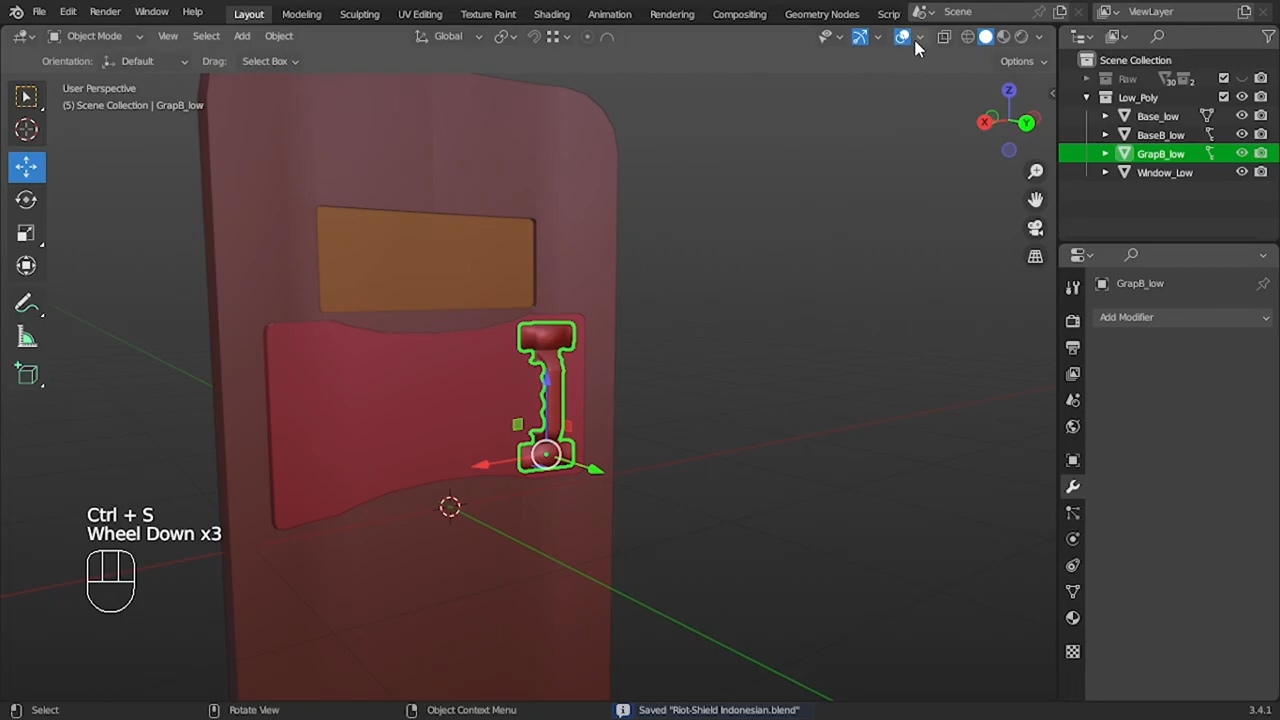 File Edit Render Window Help Layout Modeling Sculpting UV Editing Texture Paint Shading Animation Rendering Compositing Geometry Nodes Scrip Scene ViewLayer
Object Mode View Select Add Object Global
Orientation: Default Drag: Select Box Options
User Perspective
(5) Scene Collection | GrapB_low
Z
X
Y
Ctrl + S
Wheel Down x3
Scene Collection
Raw 30 2
Low_Poly
Base_low
BaseB_low
GrapB_low
Window_Low
GrapB_low
Add Modifier
Select Rotate View Object Context Menu Saved "Riot-Shield Indonesian.blend" 3.4.1